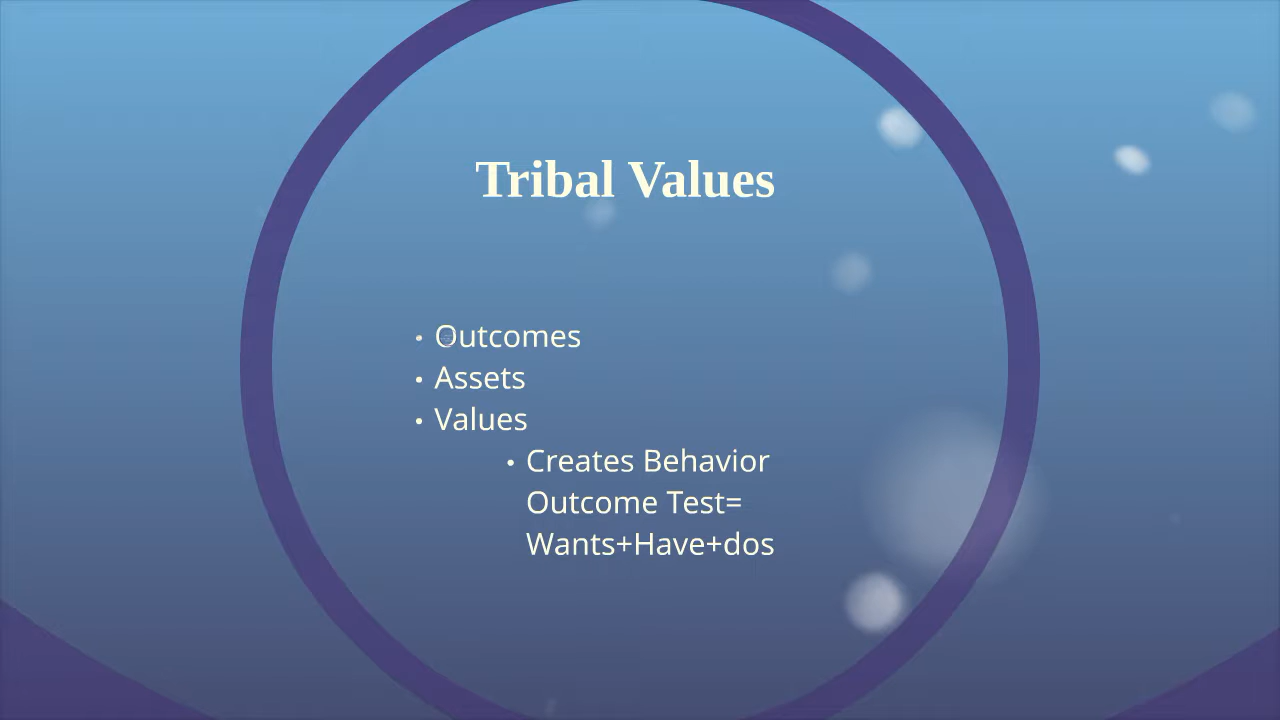 Tribal Values
• Outcomes
• Assets
• Values
• Creates Behavior
Outcome Test=
Wants+Have+dos